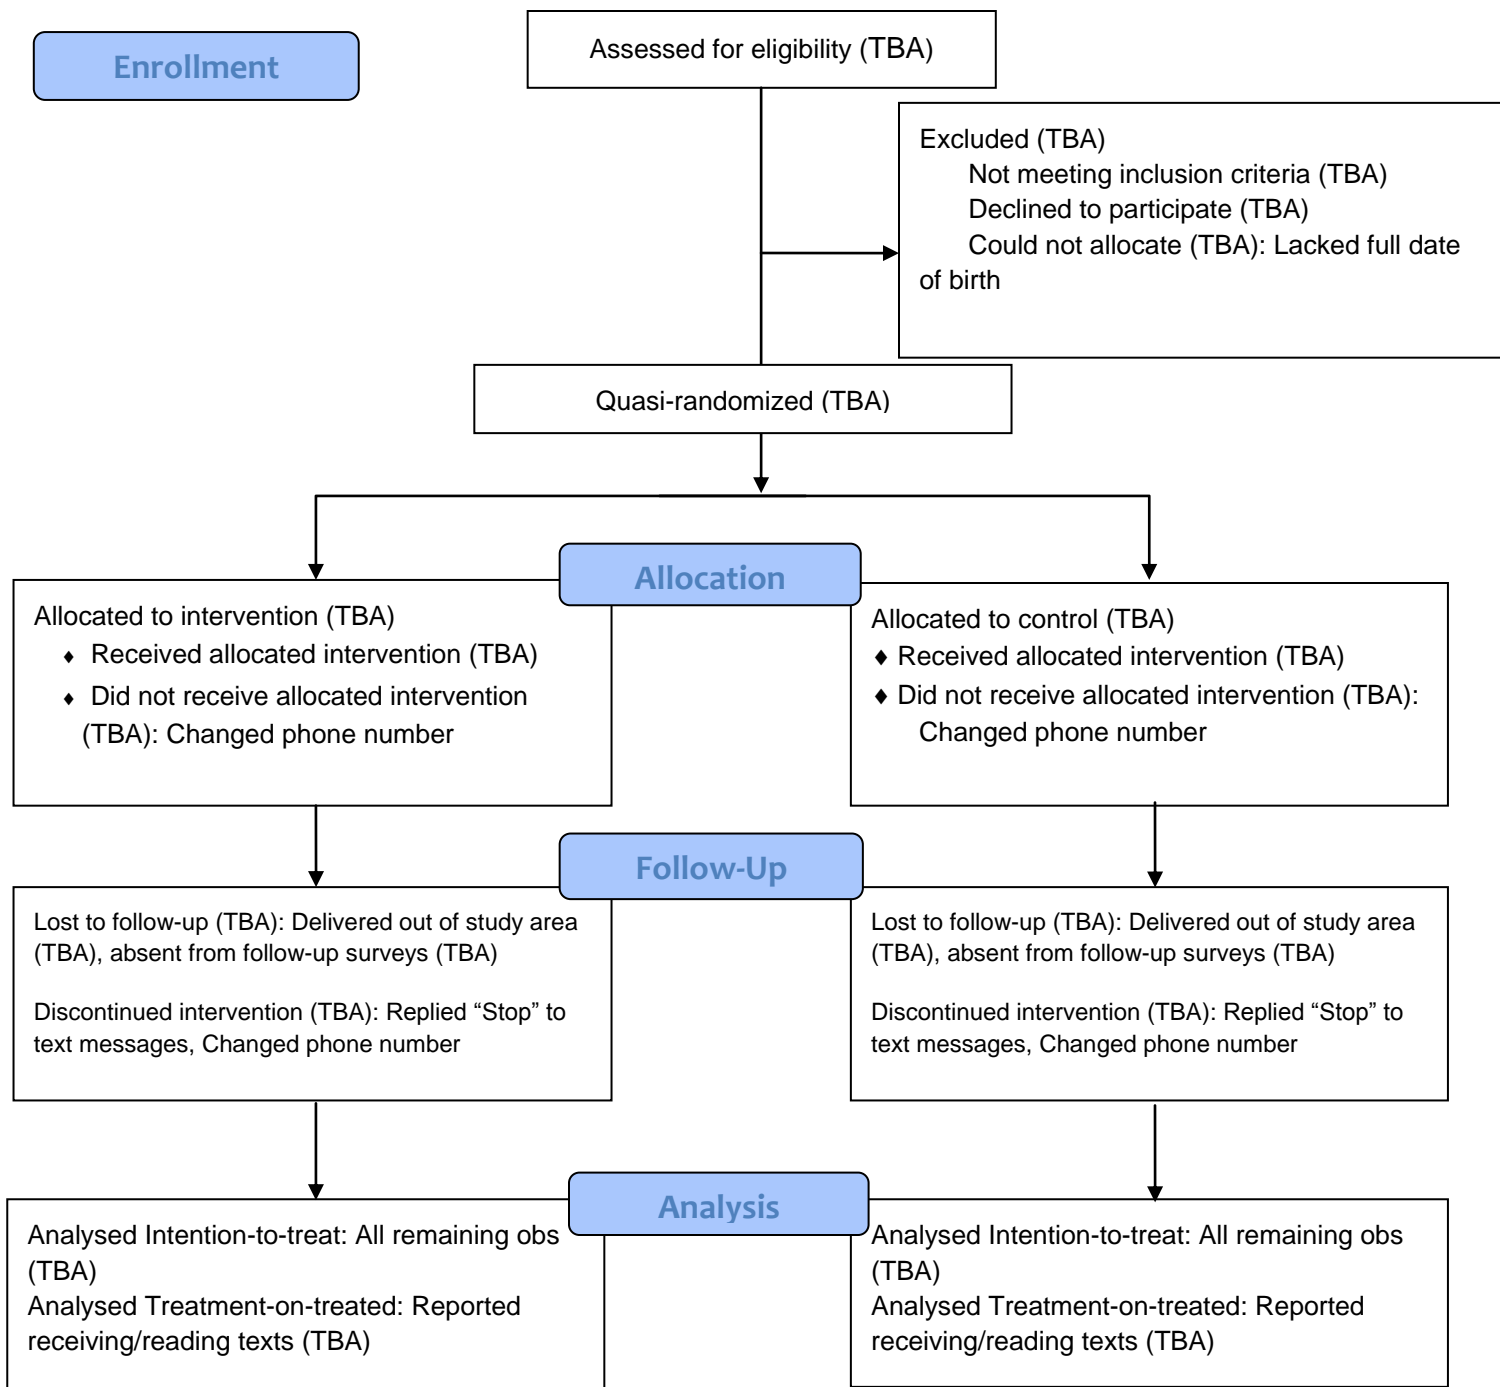 Enrollment
Assessed for eligibility (TBA)
Excluded (TBA)
Not meeting inclusion criteria (TBA)
Declined to participate (TBA)
Could not allocate (TBA): Lacked full date
of birth
Quasi-randomized (TBA)
Allocation
Allocated to intervention (TBA)
♦ Received allocated intervention (TBA)
♦ Did not receive allocated intervention
(TBA): Changed phone number
Allocated to control (TBA)
♦ Received allocated intervention (TBA)
♦ Did not receive allocated intervention (TBA):
Changed phone number
Follow-Up
Lost to follow-up (TBA): Delivered out of study area
(TBA), absent from follow-up surveys (TBA)
Discontinued intervention (TBA): Replied “Stop” to
text messages, Changed phone number
Lost to follow-up (TBA): Delivered out of study area
(TBA), absent from follow-up surveys (TBA)
Discontinued intervention (TBA): Replied “Stop” to
text messages, Changed phone number
Analysis
Analysed Intention-to-treat: All remaining obs
(TBA)
Analysed Treatment-on-treated: Reported
receiving/reading texts (TBA)
Analysed Intention-to-treat: All remaining obs
(TBA)
Analysed Treatment-on-treated: Reported
receiving/reading texts (TBA)